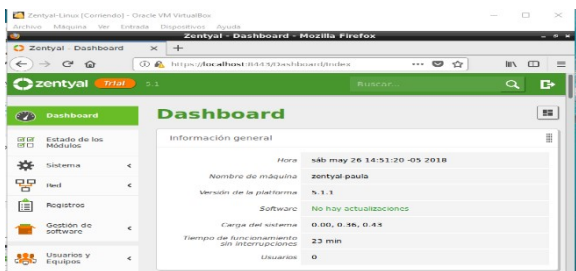 Zentyal-Linux [Corriendo] - Oracle VM VirtualBox
Archivo Máquina Ver Entrada Dispositivos Ayuda
Zentyal - Dashboard - Mozilla Firefox
Zentyal - Dashboard
https://localhost:8443/Dashboard/Index
zentyal Trial 5.1
Buscar...
Dashboard
Estado de los
Módulos
Sistema
Red
Registros
Gestión de
software
Usuarios y
Equipos
Dashboard
Información general
Hora sáb may 26 14:51:20 -05 2018
Nombre de máquina zentyal-paula
Versión de la platforma 5.1.1
Software No hay actualizaciones
Carga del sistema 0.00, 0.36, 0.43
Tiempo de funcionamiento
sin interrupciones 23 min
Usuarios 0